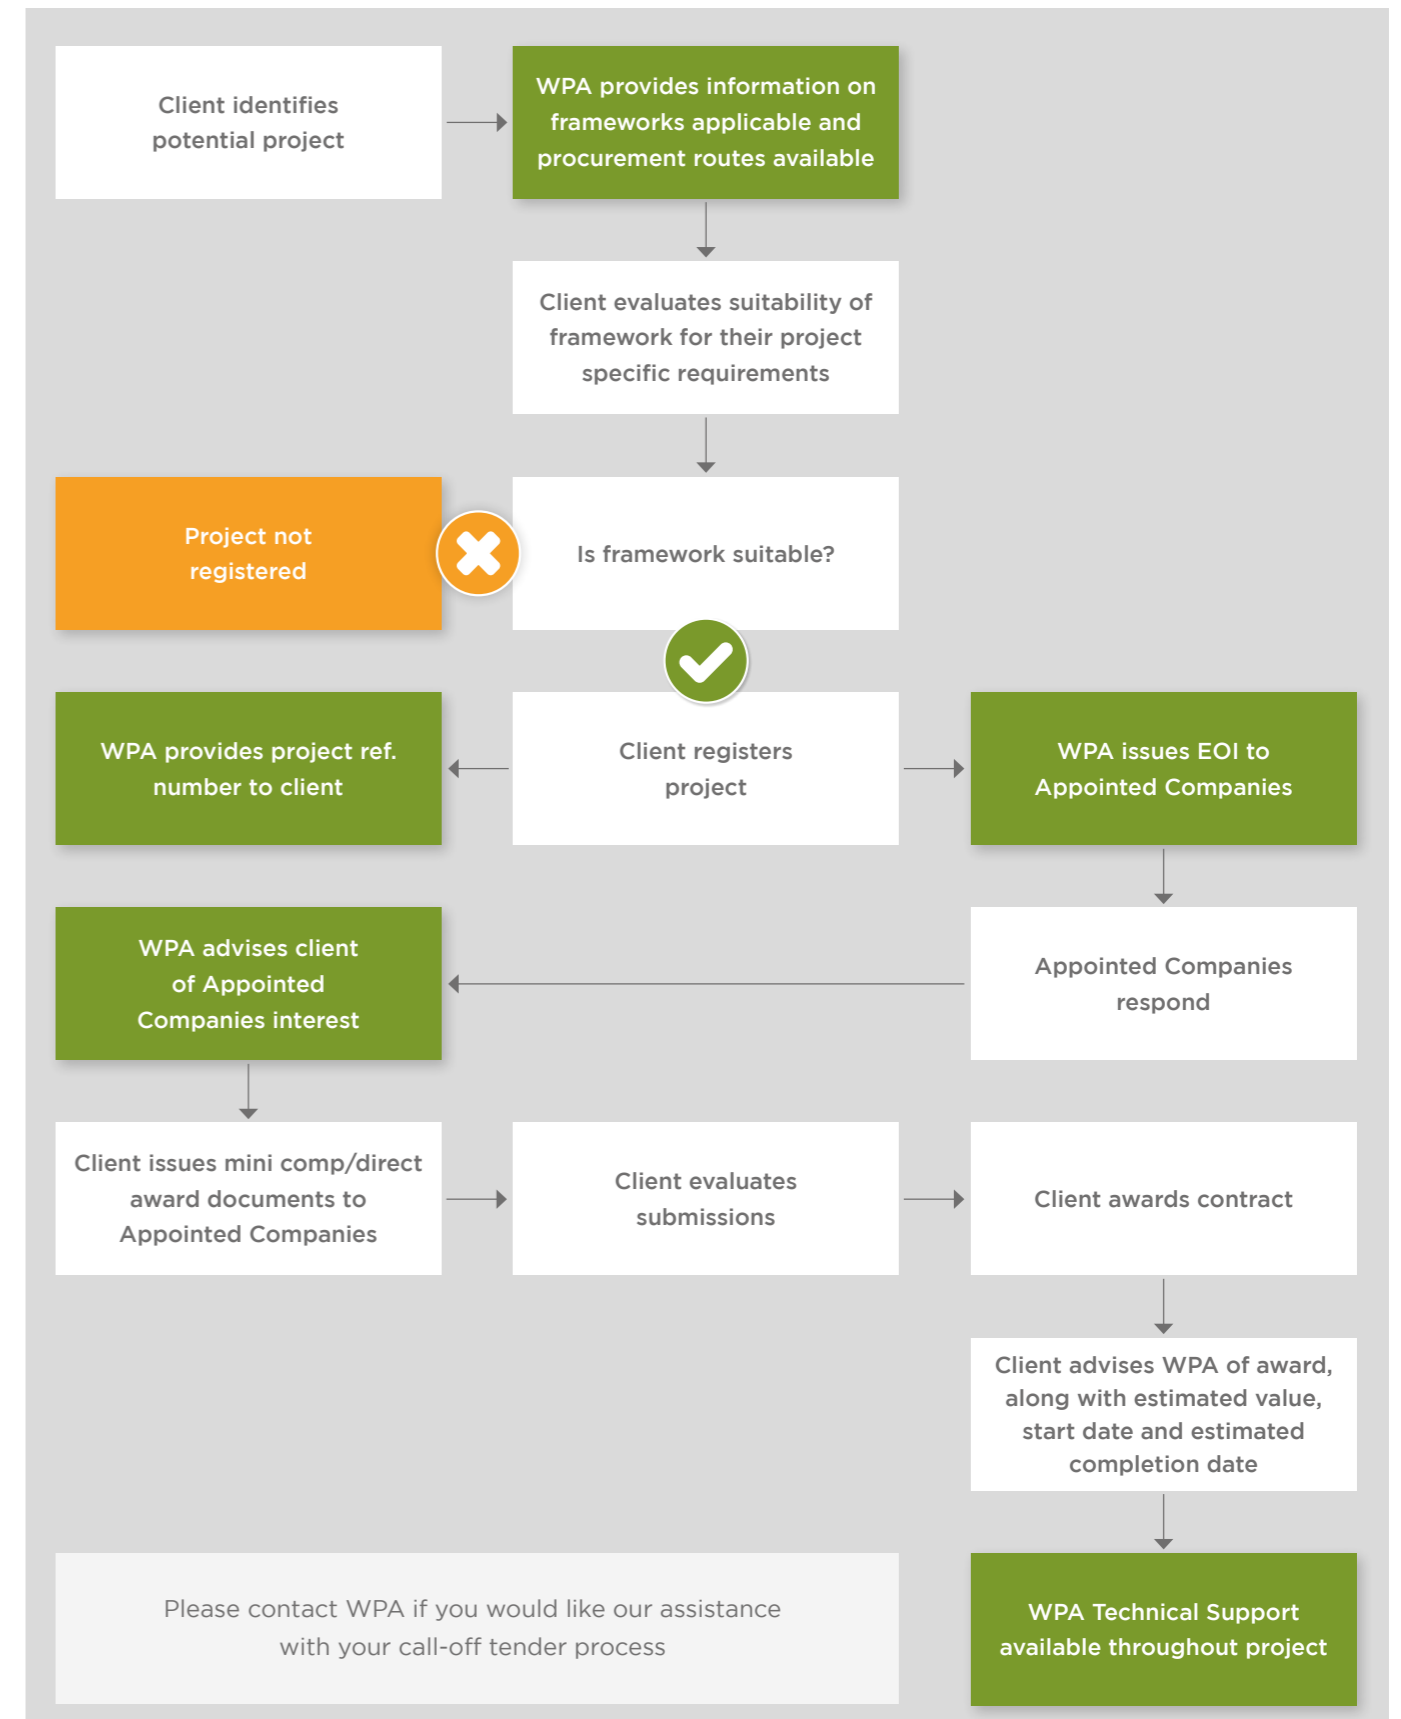 Client identifies
potential project
WPA provides information on
frameworks applicable and
procurement routes available
Client evaluates suitability of
framework for their project
specific requirements
Project not
registered
Is framework suitable?
WPA provides project ref.
number to client
Client registers
project
WPA issues EOI to
Appointed Companies
WPA advises client
of Appointed
Companies interest
Appointed Companies
respond
Client issues mini comp/direct
award documents to
Appointed Companies
Client evaluates
submissions
Client awards contract
Client advises WPA of award,
along with estimated value,
start date and estimated
completion date
Please contact WPA if you would like our assistance
with your call-off tender process
WPA Technical Support
available throughout project